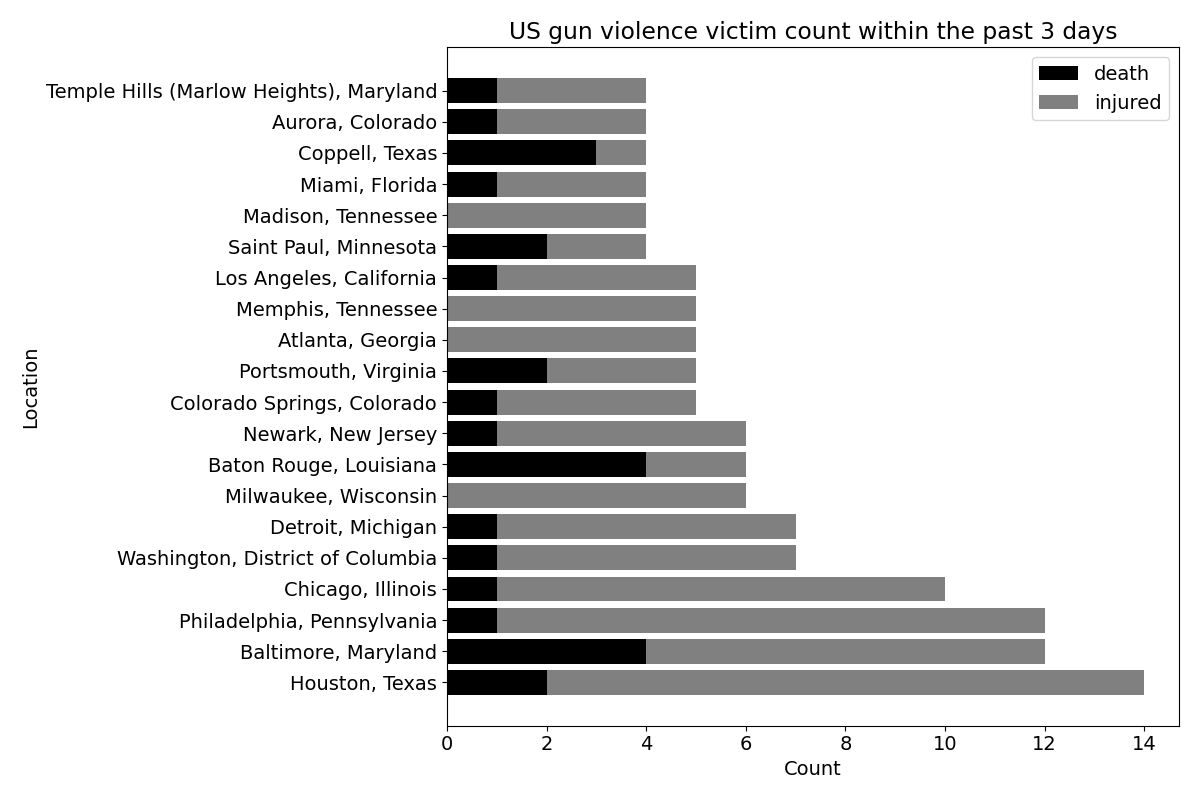 US gun violence victim count within the past 3 days
death
injured
Temple Hills (Marlow Heights), Maryland
Aurora, Colorado
Coppell, Texas
Miami, Florida
Madison, Tennessee
Saint Paul, Minnesota
Los Angeles, California
Memphis, Tennessee
Atlanta, Georgia
Portsmouth, Virginia
Colorado Springs, Colorado
Newark, New Jersey
Baton Rouge, Louisiana
Milwaukee, Wisconsin
Detroit, Michigan
Washington, District of Columbia
Chicago, Illinois
Philadelphia, Pennsylvania
Baltimore, Maryland
Houston, Texas
Location
0 2 4 6 8 10 12 14
Count